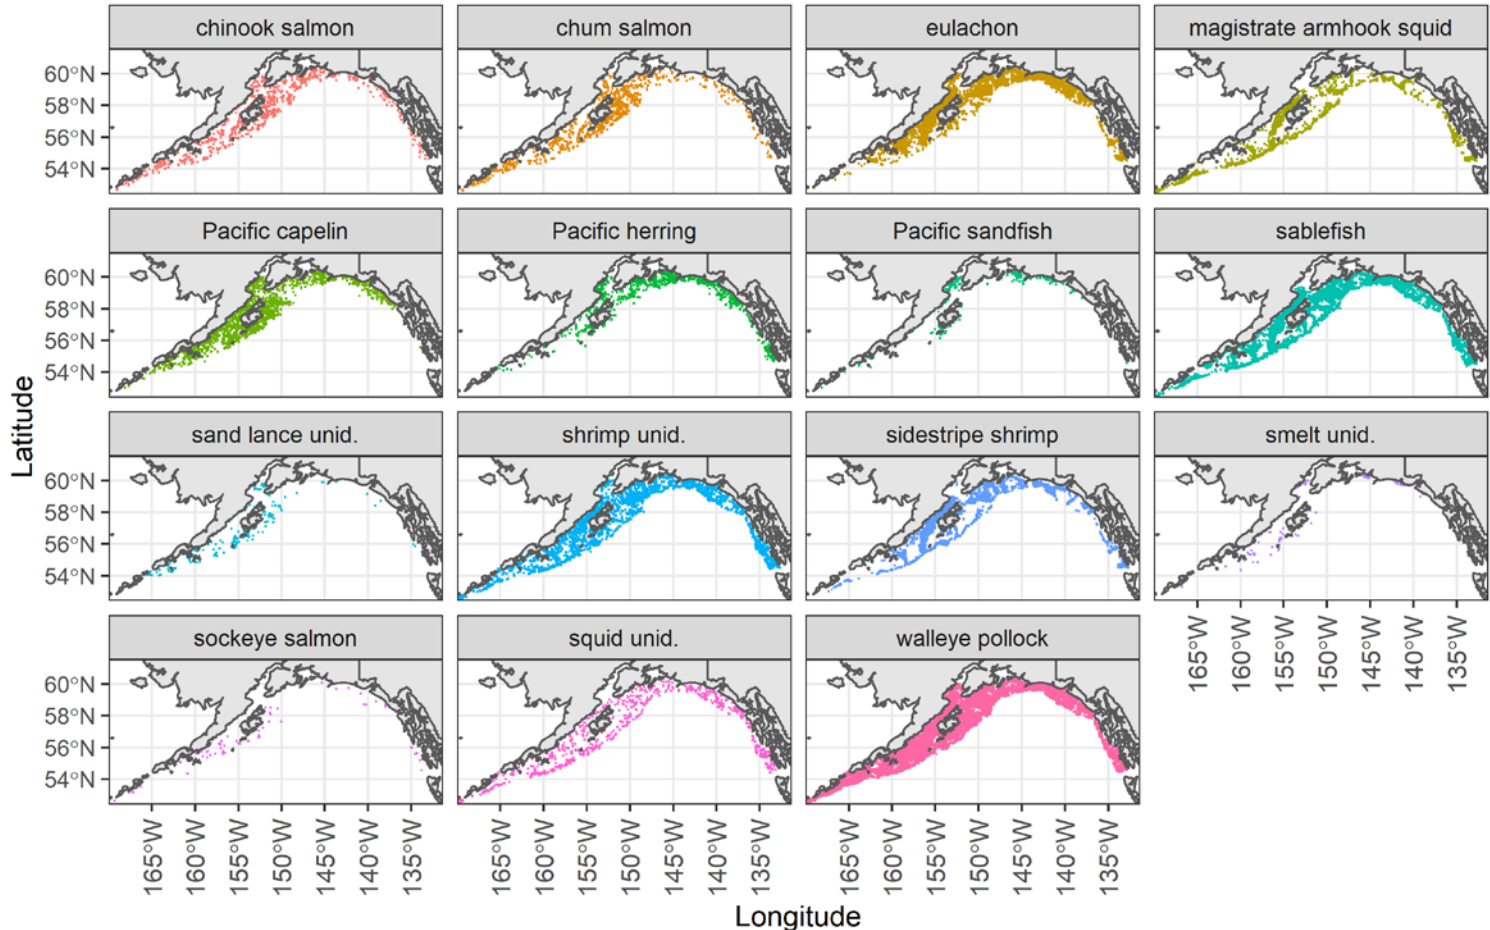 chinook salmon
chum salmon
eulachon
magistrate armhook squid
60°N
58°N
56°N
54°N
Pacific capelin
Pacific herring
Pacific sandfish
sablefish
60°N
58°N
56°N
54°N
Latitude
sand lance unid.
shrimp unid.
sidestripe shrimp
smelt unid.
60°N
58°N
56°N
54°N
165°W
160°W
155°W
150°W
145°W
140°W
135°W
sockeye salmon
squid unid.
walleye pollock
60°N
58°N
56°N
54°N
165°W
160°W
155°W
150°W
145°W
140°W
135°W
165°W
160°W
155°W
150°W
145°W
140°W
135°W
165°W
160°W
155°W
150°W
145°W
140°W
135°W
Longitude